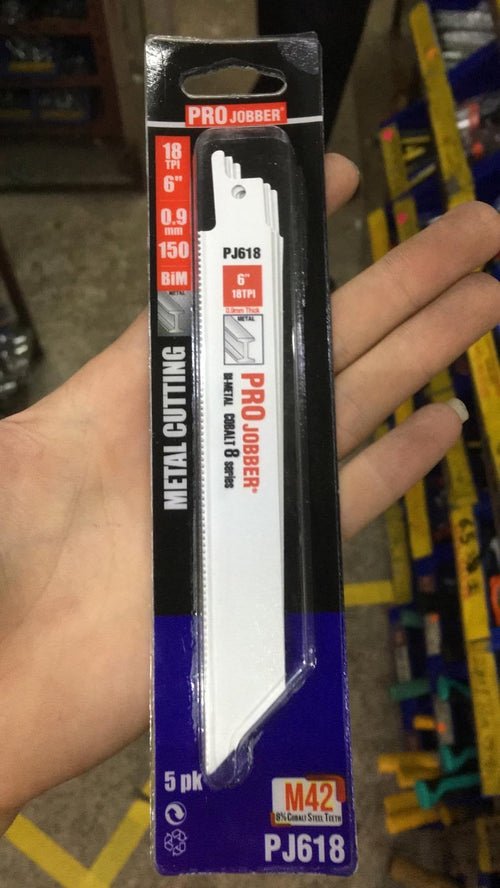 PRO JOBBER®
18
TPI
6"
0.9
mm
150
BiM
METAL
METAL CUTTING
PJ618
6"
18TPI
0.9mm Thick
METAL
PRO JOBBER®
BI-METAL COBALT 8 series
5 pk
M42
8% COBALT STEEL TEETH
PJ618